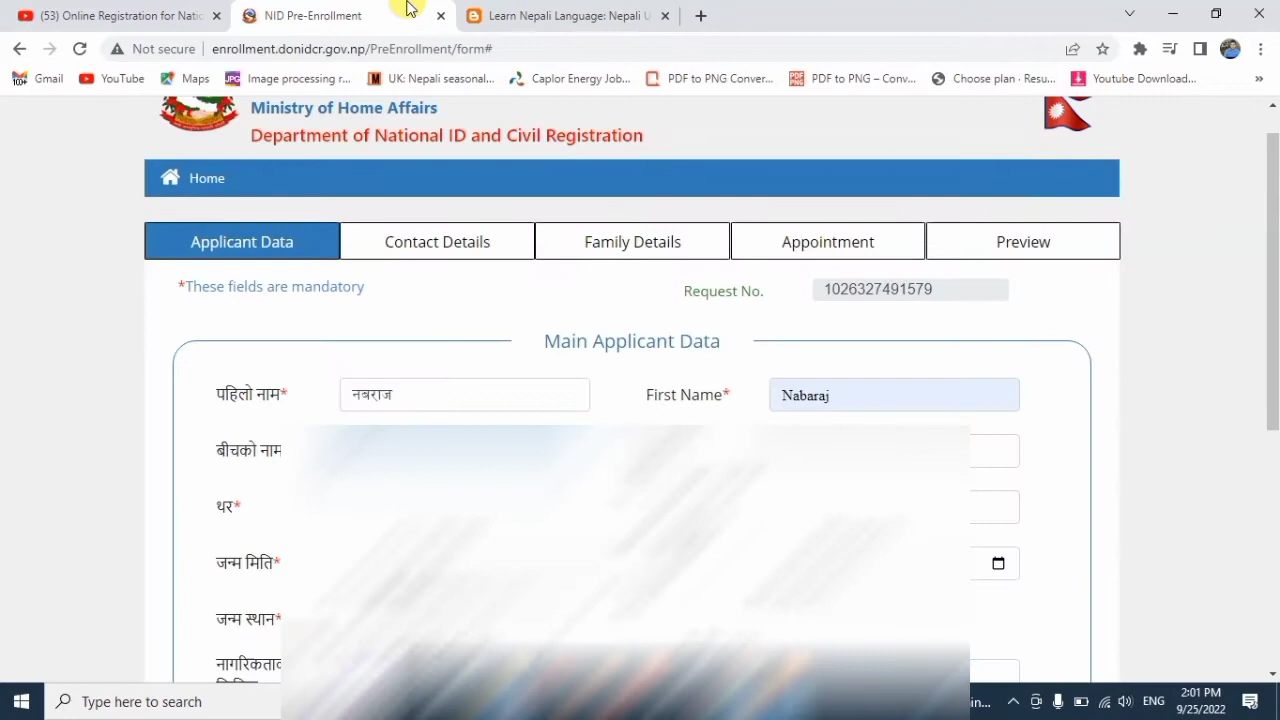 (53) Online Registration for Natio
NID Pre-Enrollment
Learn Nepali Language: Nepali U
Not secure
enrollment.donidcr.gov.np/PreEnrollment/form#
Gmail
YouTube
Maps
Image processing r...
UK: Nepali seasonal...
Caplor Energy Job...
PDF to PNG Conver...
PDF to PNG – Conv...
Choose plan · Resu...
Youtube Download...
Ministry of Home Affairs
Department of National ID and Civil Registration
Home
Applicant Data
Contact Details
Family Details
Appointment
Preview
*These fields are mandatory
Request No.
1026327491579
Main Applicant Data
पहिलो नाम*
नबराज
First Name*
Nabaraj
बीचको नाम
थर*
जन्म मिति*
जन्म स्थान*
Type here to search
in...
ENG
2:01 PM
9/25/2022